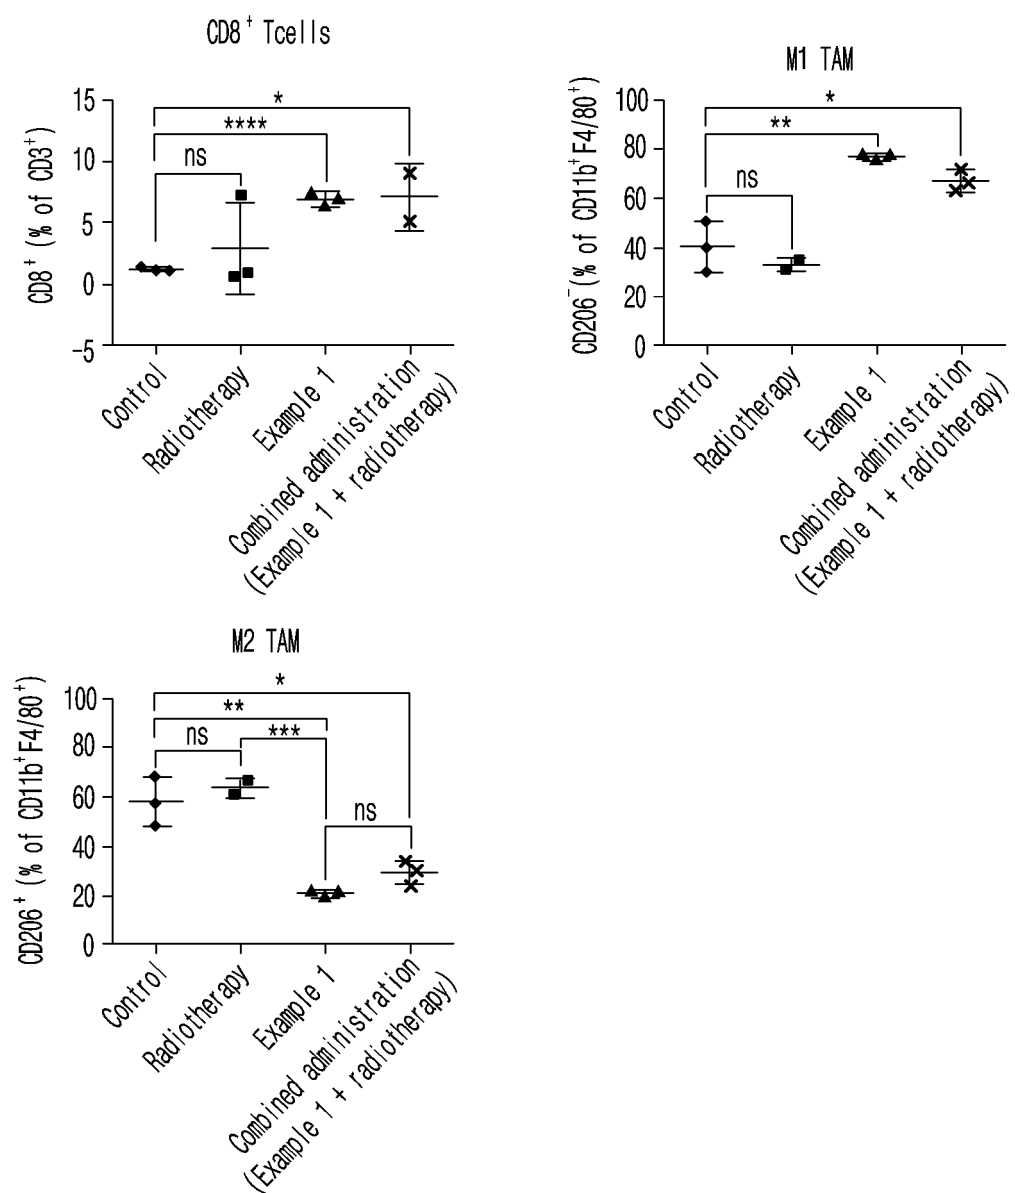 CD8+ Tcells
CD8+ (% of CD3+)
15
10
5
0
-5
*
****
ns
Control
Radiotherapy
Example 1
Combined administration
(Example 1 + radiotherapy)
M1 TAM
CD206-(% of CD11b+F4/80+)
100
80
60
40
20
0
*
**
ns
Control
Radiotherapy
Example 1
Combined administration
(Example 1 + radiotherapy)
M2 TAM
CD206+ (% of CD11b+F4/80+)
100
80
60
40
20
0
*
**
ns
***
ns
Control
Radiotherapy
Example 1
Combined administration
(Example 1 + radiotherapy)